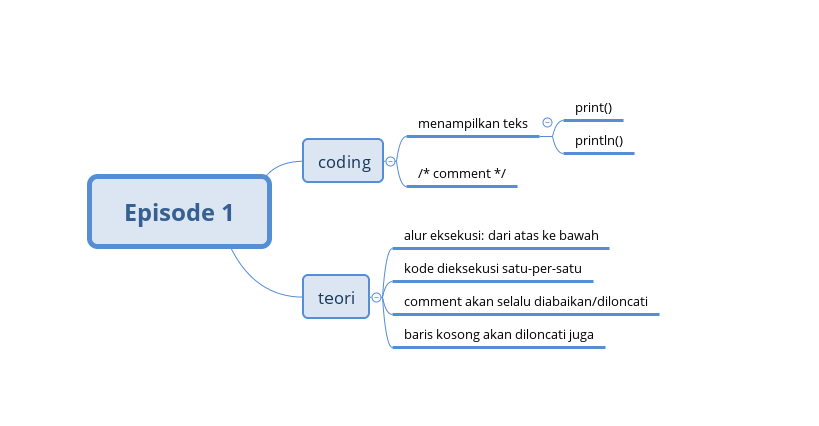 Episode 1
coding
menampilkan teks
print()
println()
/* comment */
teori
alur eksekusi: dari atas ke bawah
kode dieksekusi satu-per-satu
comment akan selalu diabaikan/diloncati
baris kosong akan diloncati juga